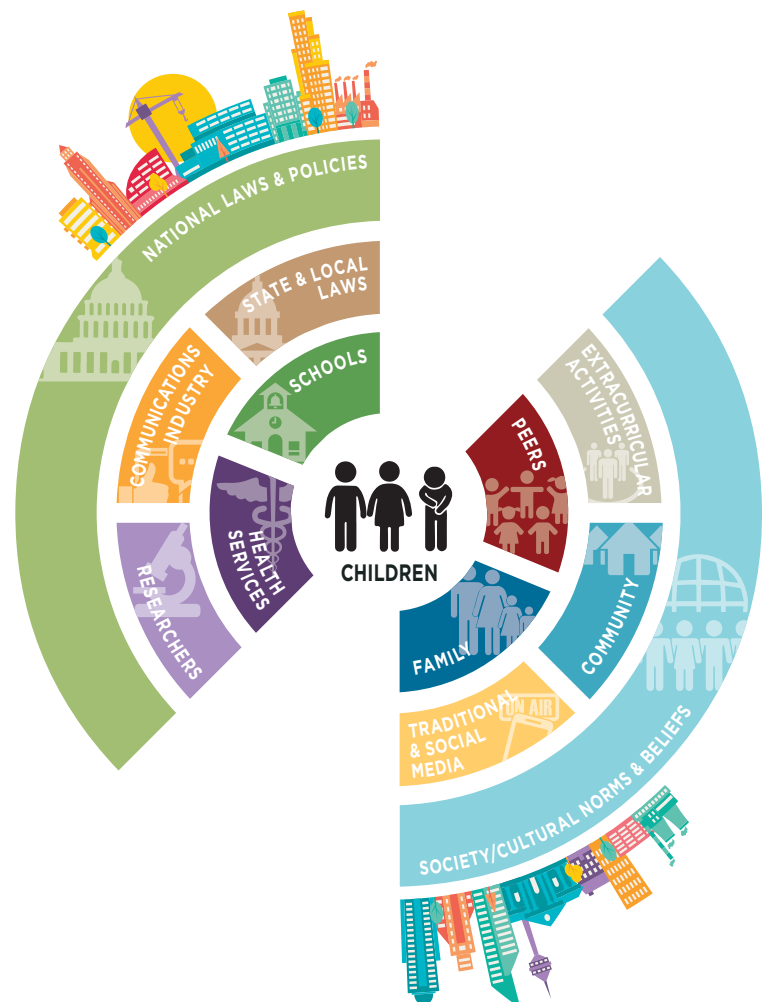 NATIONAL LAWS & POLICIES
STATE & LOCAL
LAWS
SCHOOLS
COMMUNICATIONS
INDUSTRY
HEALTH
SERVICES
RESEARCHERS
CHILDREN
PEERS
EXTRACURRICULAR
ACTIVITIES
FAMILY
COMMUNITY
TRADITIONAL
& SOCIAL
MEDIA
ON AIR
SOCIETY/CULTURAL NORMS & BELIEFS